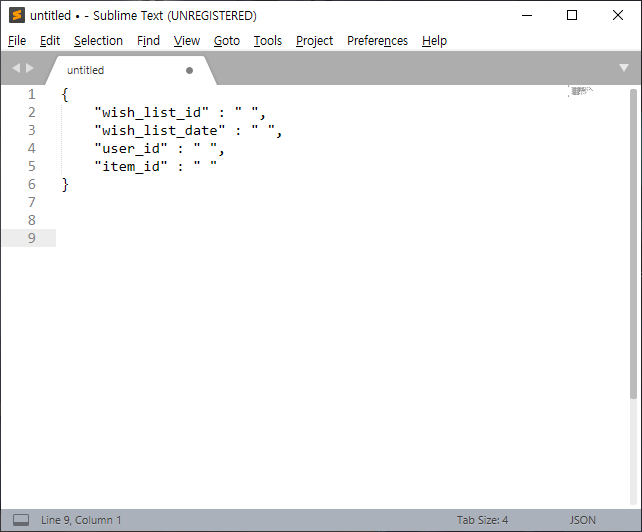 untitled • - Sublime Text (UNREGISTERED)
File Edit Selection Find View Goto Tools Project Preferences Help
untitled
1 {
2 "wish_list_id" : " ",
3 "wish_list_date" : " ",
4 "user_id" : " ",
5 "item_id" : " "
6 }
7
8
9
Line 9, Column 1 Tab Size: 4 JSON